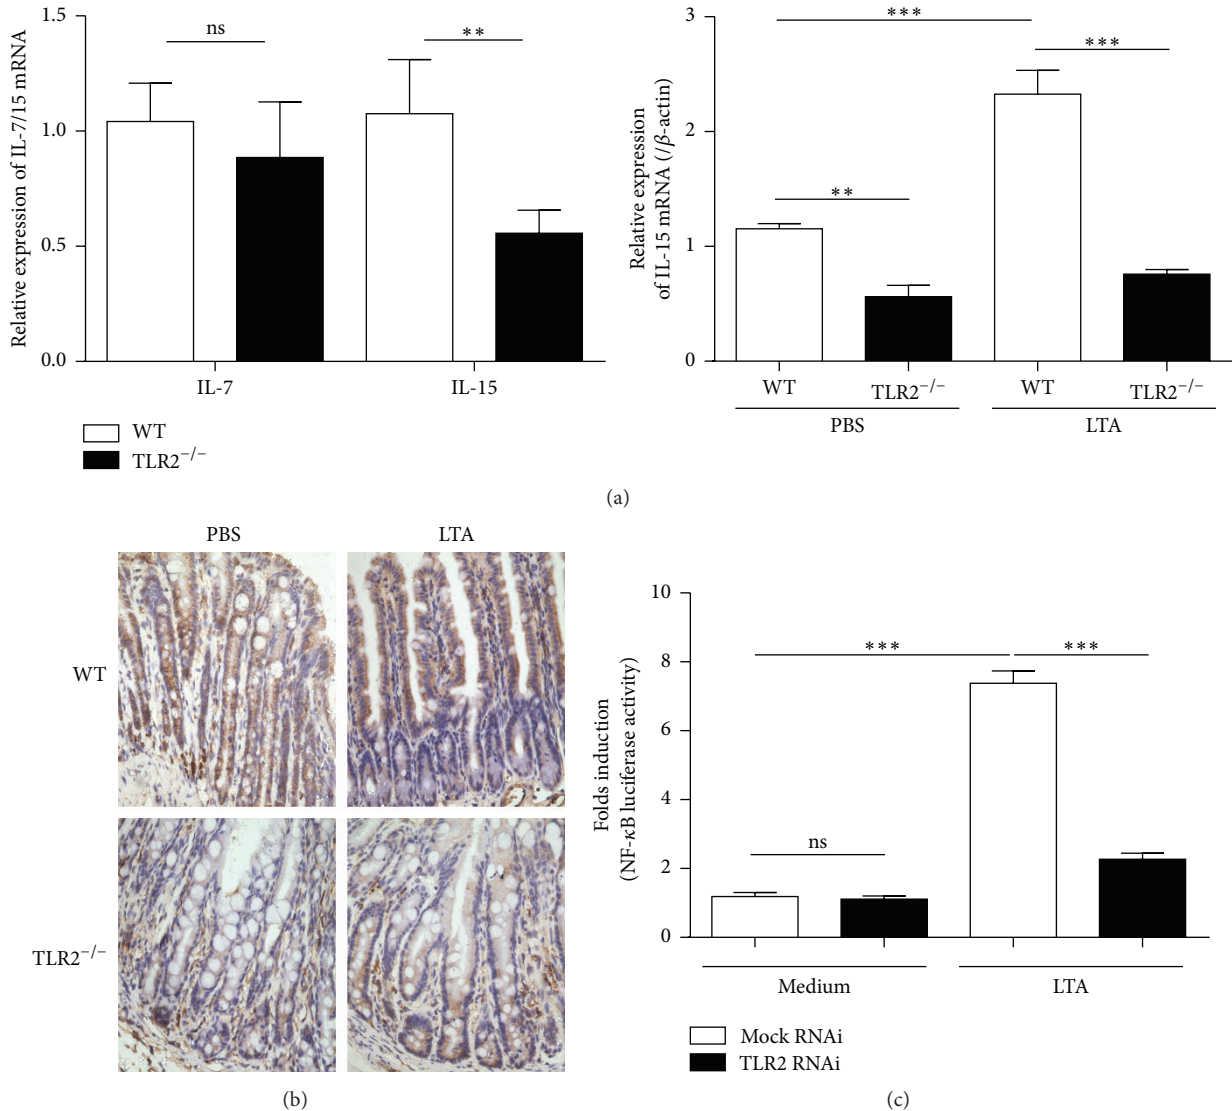 Relative expression of IL-7/15 mRNA
1.5
1.0
0.5
0.0
ns
**
IL-7
IL-15
WT
TLR2−/−
Relative expression
of IL-15 mRNA (/β-actin)
3
2
1
0
***
***
**
WT
TLR2−/−
WT
TLR2−/−
PBS
LTA
(a)
PBS
LTA
WT
TLR2−/−
(b)
Folds induction
(NF-κB luciferase activity)
10
8
6
4
2
0
***
***
ns
Medium
LTA
Mock RNAi
TLR2 RNAi
(c)